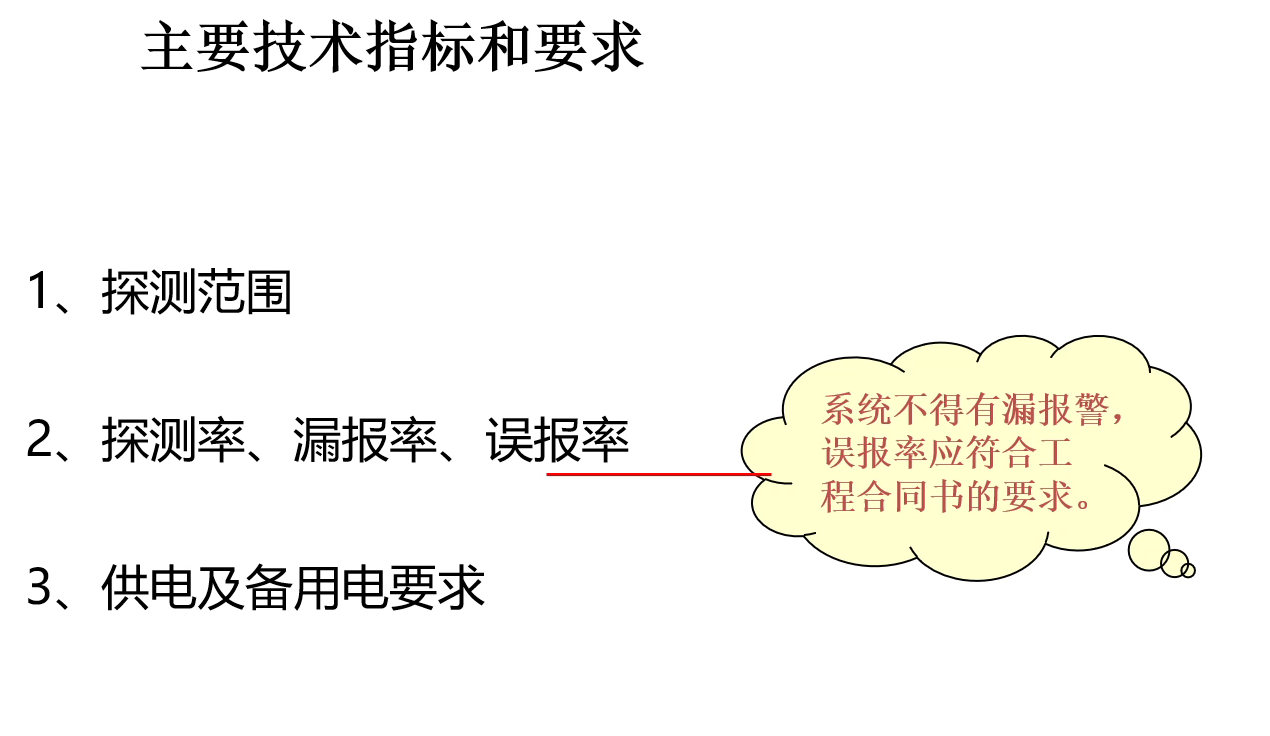 主要技术指标和要求
1、探测范围
2、探测率、漏报率、误报率
系统不得有漏报警，
误报率应符合工
程合同书的要求。
3、供电及备用电要求